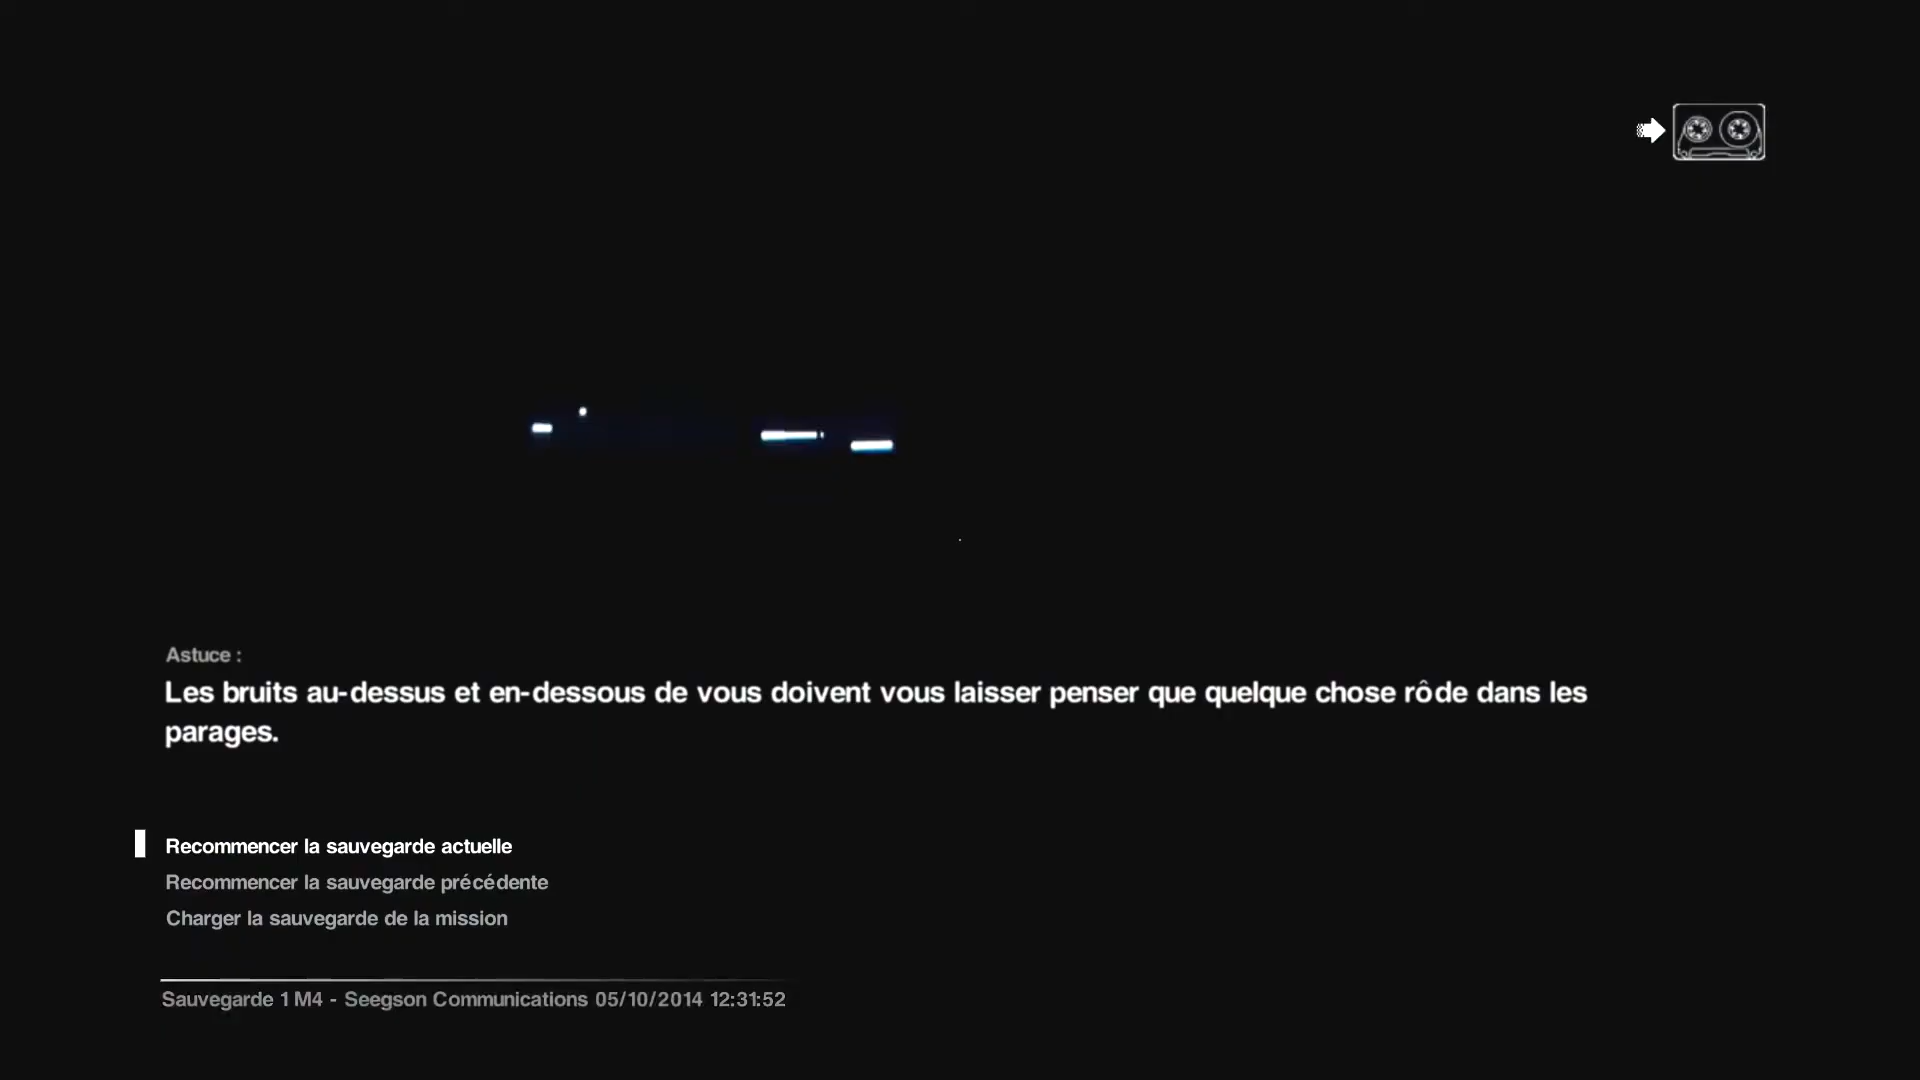 Astuce :
Les bruits au-dessus et en-dessous de vous doivent vous laisser penser que quelque chose rôde dans les
parages.
Recommencer la sauvegarde actuelle
Recommencer la sauvegarde précédente
Charger la sauvegarde de la mission
Sauvegarde 1 M4 - Seegson Communications 05/10/2014 12:31:52